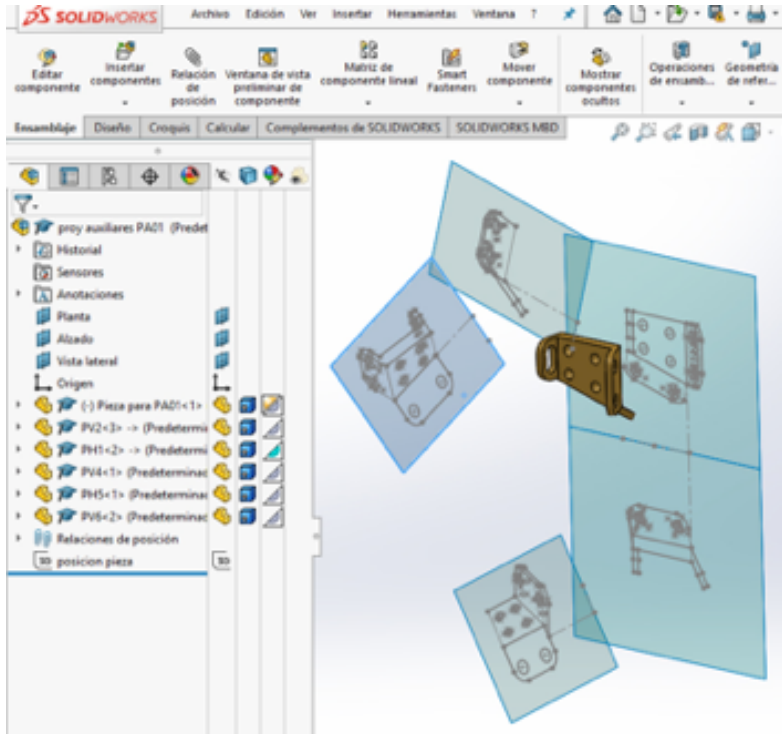 SOLIDWORKS Archivo Edición Ver Insertar Herramientas Ventana ?
Editar componente
Insertar componentes
Relación de posición
Ventana de vista preliminar de componente
Matriz de componente lineal
Smart Fasteners
Mover componente
Mostrar componentes ocultos
Operaciones de ensamb...
Geometría de refer...
Ensamblaje Diseño Croquis Calcular Complementos de SOLIDWORKS SOLIDWORKS MBD
proy auxiliares PA01 (Predet
Historial
Sensores
Anotaciones
Planta
Alzado
Vista lateral
Origen
(-) Pieza para PA01<1>
PV2<3> -> (Predetermi
PH1<2> -> (Predetermi
PV4<1> (Predeterminac
PH5<1> (Predeterminac
PV6<2> (Predeterminac
Relaciones de posición
3D posicion pieza 3D